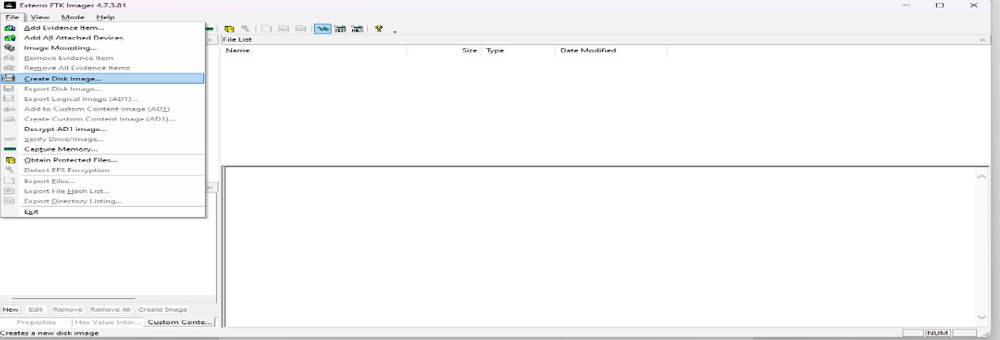 Exterro FTK Imager 4.7.3.81
File View Mode Help
Add Evidence Item...
Add All Attached Devices
Image Mounting...
Remove Evidence Item
Remove All Evidence Items
Create Disk Image...
Export Disk Image...
Export Logical Image (AD1)...
Add to Custom Content Image (AD1)
Create Custom Content Image (AD1)...
Decrypt AD1 image...
Verify Drive/Image...
Capture Memory...
Obtain Protected Files...
Detect EFS Encryption
Export Files...
Export File Hash List...
Export Directory Listing...
Exit
File List
Name Size Type Date Modified
New Edit Remove Remove All Create Image
Properties Hex Value Inter... Custom Conte...
Creates a new disk image
NUM